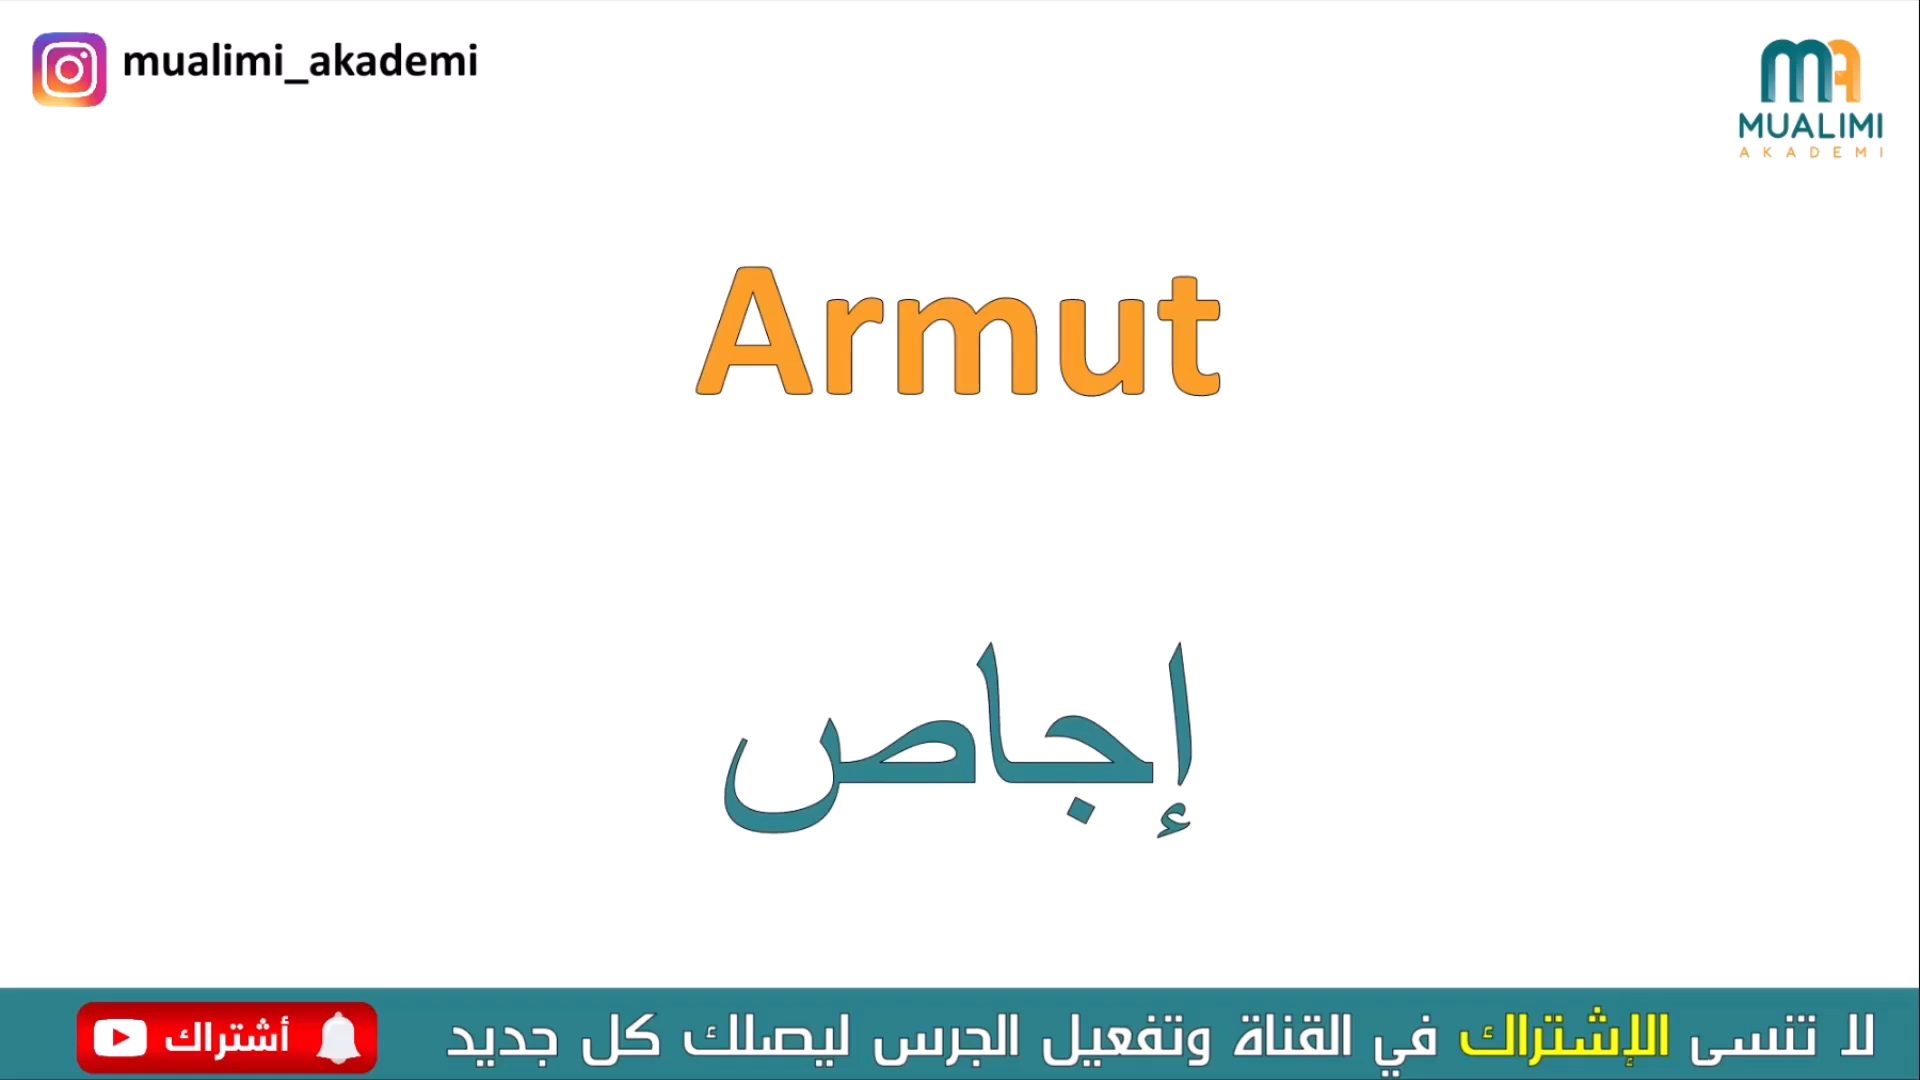 mualimi_akademi
MUALIMI
AKADEMI
Armut
إجاص
لا تنسى الإشتراك في القناة وتفعيل الجرس ليصلك كل جديد
أشتراك